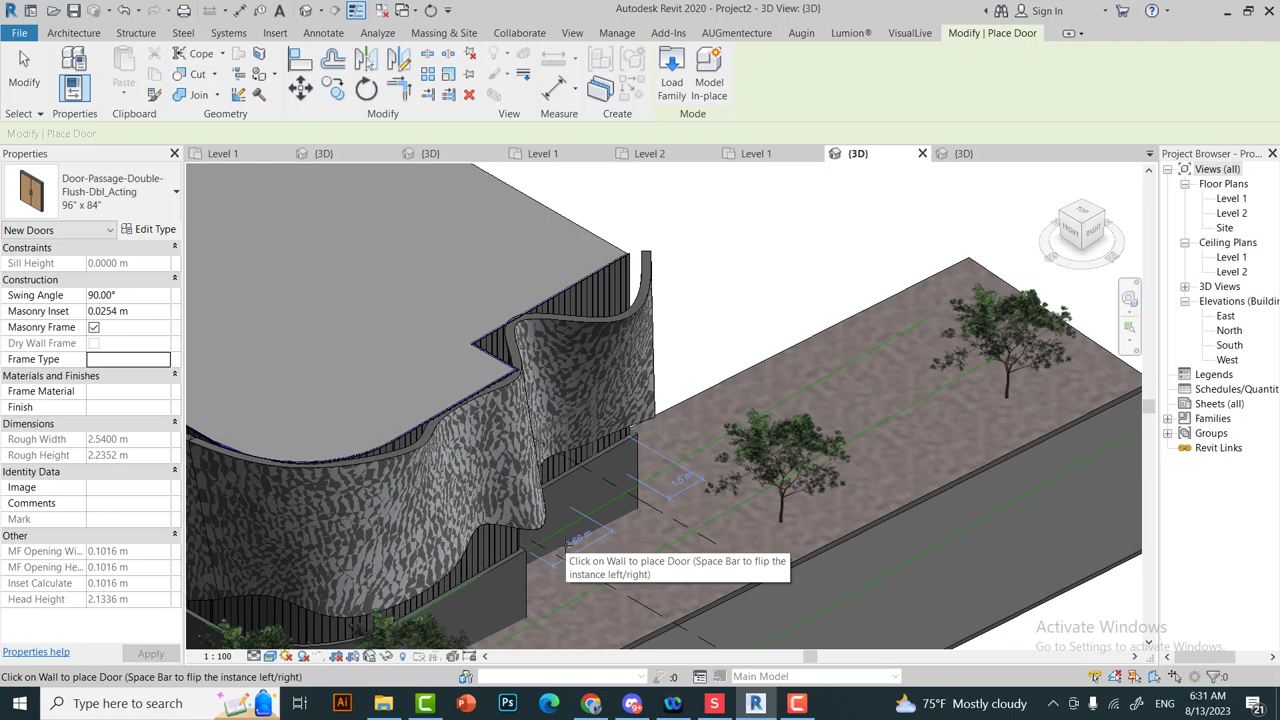 Autodesk Revit 2020 - Project2 - 3D View: {3D}
Sign In
File Architecture Structure Steel Systems Insert Annotate Analyze Massing & Site Collaborate View Manage Add-Ins AUGmentecture Augin Lumion® VisualLive Modify | Place Door
Modify Cope Cut Join Paste Load Family Model In-place
Select Properties Clipboard Geometry Modify View Measure Create Mode
Modify | Place Door
Properties
Level 1 {3D} {3D} Level 1 Level 2 Level 1 {3D} {3D}
Project Browser - Pro...
Door-Passage-Double-
Flush-Dbl_Acting
96" x 84"
New Doors Edit Type
Constraints
Sill Height 0.0000 m
Construction
Swing Angle 90.00°
Masonry Inset 0.0254 m
Masonry Frame
Dry Wall Frame
Frame Type
Materials and Finishes
Frame Material
Finish
Dimensions
Rough Width 2.5400 m
Rough Height 2.2352 m
Identity Data
Image
Comments
Mark
Other
MF Opening Wi... 0.1016 m
MF Opening He... 0.1016 m
Inset Calculate 0.1016 m
Head Height 2.1336 m
Properties help Apply
TOP
FRONT RIGHT
Click on Wall to place Door (Space Bar to flip the
instance left/right)
Views (all)
Floor Plans
Level 1
Level 2
Site
Ceiling Plans
Level 1
Level 2
3D Views
Elevations (Buildin
East
North
South
West
Legends
Schedules/Quantit
Sheets (all)
Families
Groups
Revit Links
Activate Windows
Go to Settings to activate Windows.
1 : 100
Click on Wall to place Door (Space Bar to flip the instance left/right)
:0 Main Model :0
Type here to search
75°F Mostly cloudy
6:31 AM
8/13/2023
21